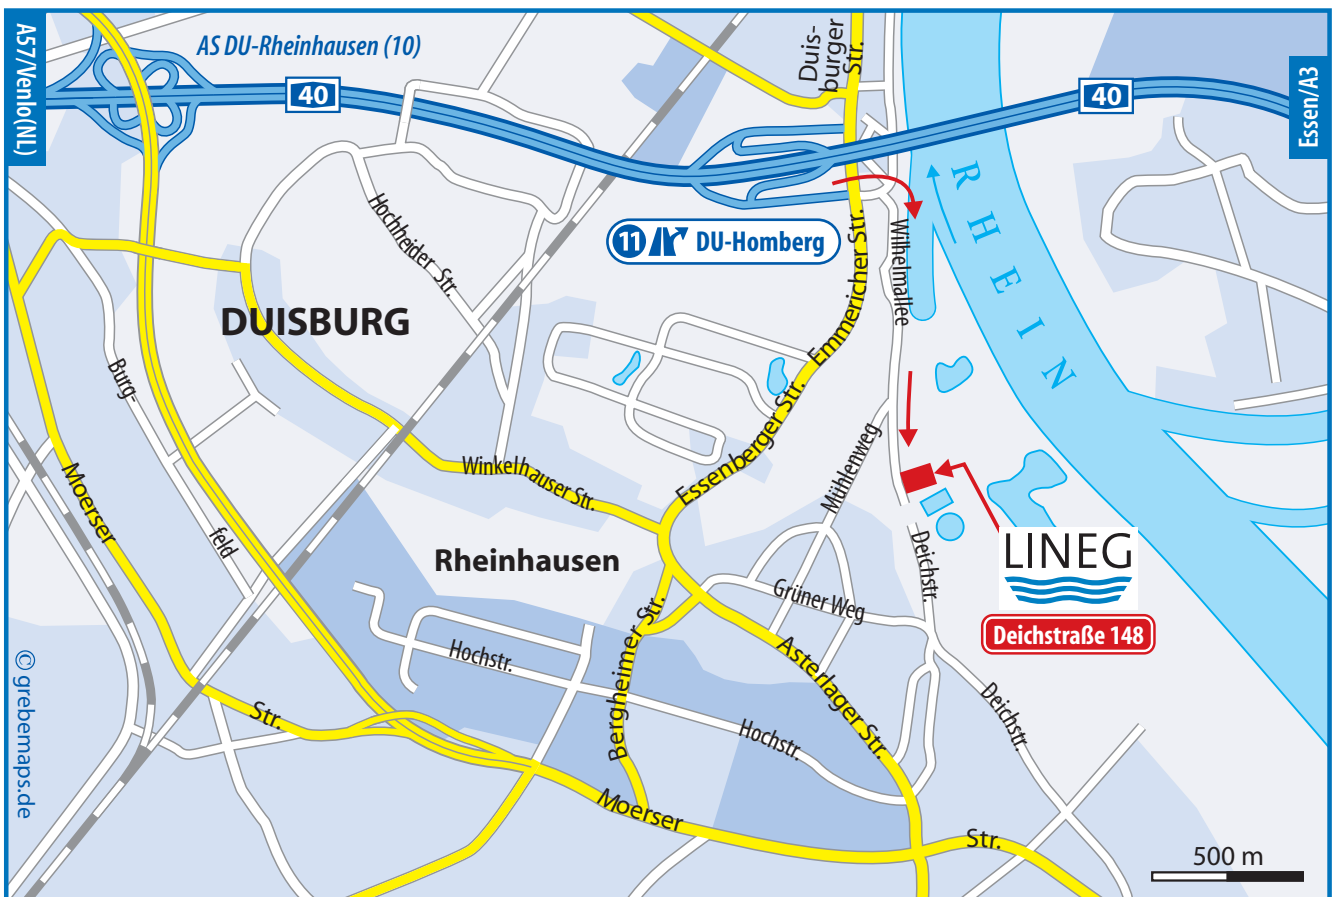 A57/Venlo(NL)
AS DU-Rheinhausen (10)
40
Duis-
burger
Str.
40
Essen/A3
RHEIN
Hochheider Str.
11 DU-Homberg
Wilhelmallee
DUISBURG
Emmericher Str.
Burg-
feld
Essenberger Str.
Mühlenweg
Winkelhauser Str.
Moerser
Str.
Rheinhausen
Deichstr.
LINEG
Grüner Weg
Deichstraße 148
Bergheimer Str.
Hochstr.
Asterlager Str.
Hochstr.
Deichstr.
© grebemaps.de
Moerser
Str.
500 m